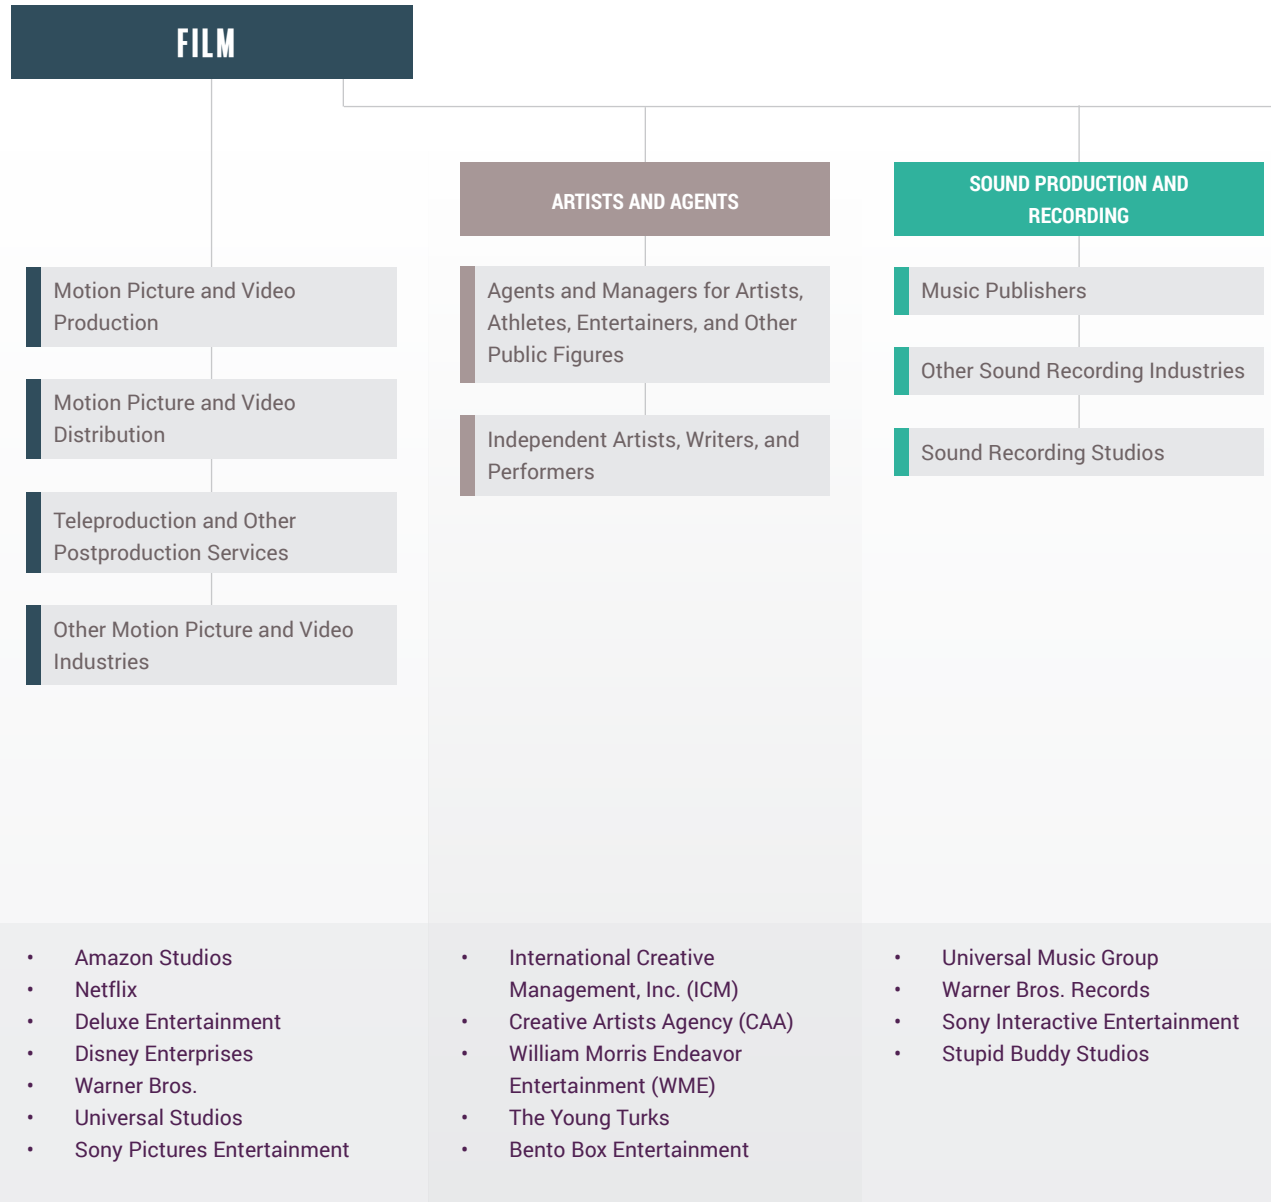 FILM
ARTISTS AND AGENTS
SOUND PRODUCTION AND
RECORDING
Motion Picture and Video
Production
Motion Picture and Video
Distribution
Teleproduction and Other
Postproduction Services
Other Motion Picture and Video
Industries
Agents and Managers for Artists,
Athletes, Entertainers, and Other
Public Figures
Independent Artists, Writers, and
Performers
Music Publishers
Other Sound Recording Industries
Sound Recording Studios
• Amazon Studios
• Netflix
• Deluxe Entertainment
• Disney Enterprises
• Warner Bros.
• Universal Studios
• Sony Pictures Entertainment
• International Creative
Management, Inc. (ICM)
• Creative Artists Agency (CAA)
• William Morris Endeavor
Entertainment (WME)
• The Young Turks
• Bento Box Entertainment
• Universal Music Group
• Warner Bros. Records
• Sony Interactive Entertainment
• Stupid Buddy Studios